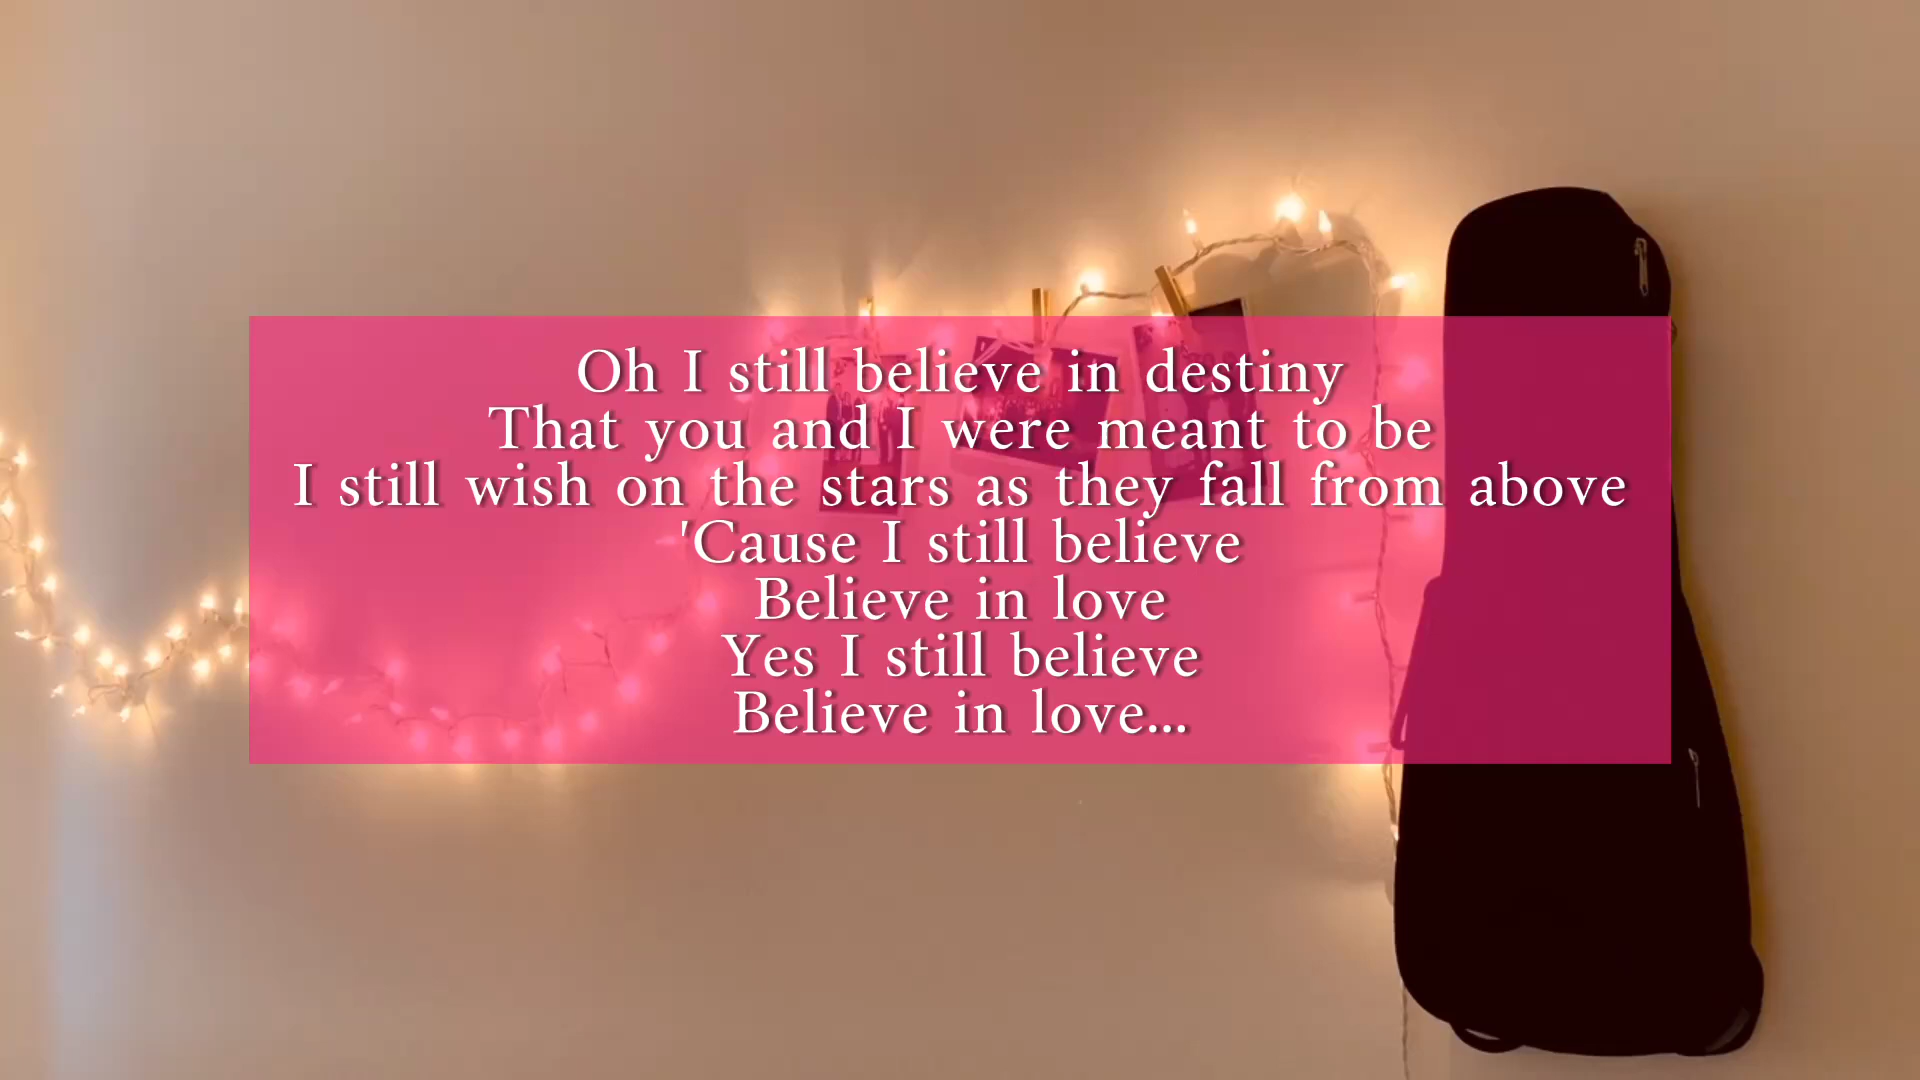 Oh I still believe in destiny
That you and I were meant to be
I still wish on the stars as they fall from above
'Cause I still believe
Believe in love
Yes I still believe
Believe in love...